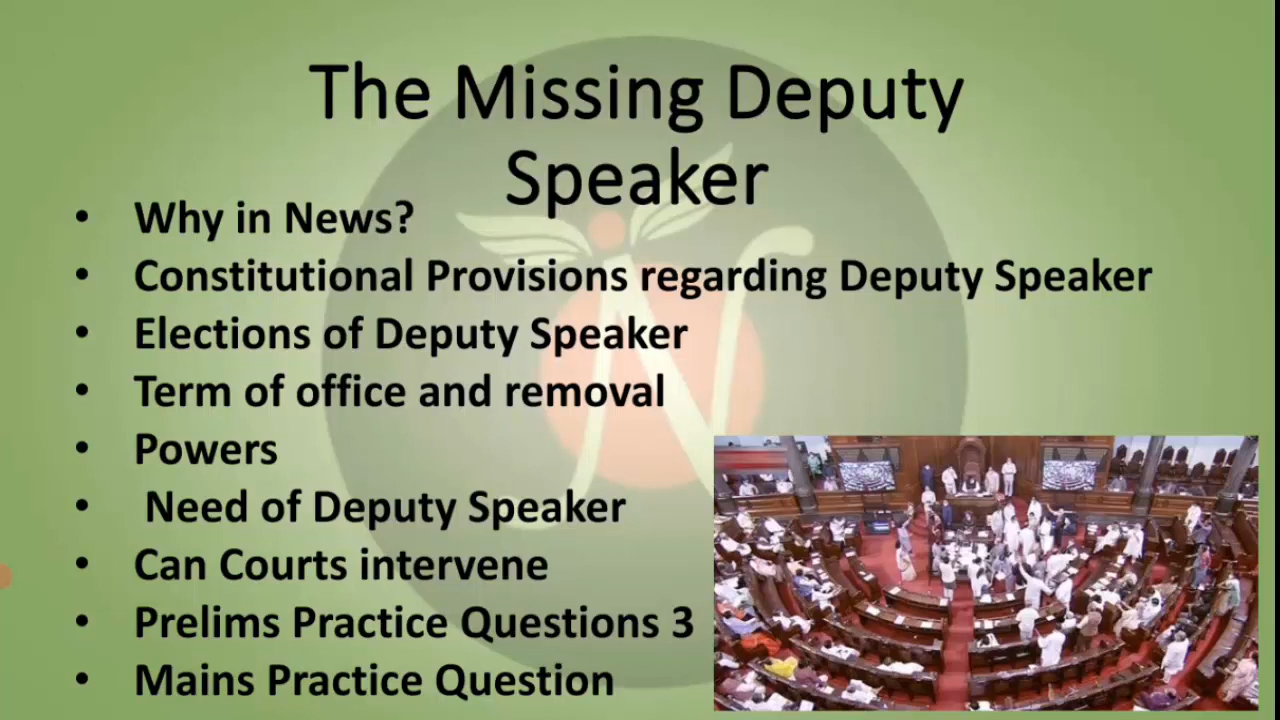 The Missing Deputy
Speaker
• Why in News?
• Constitutional Provisions regarding Deputy Speaker
• Elections of Deputy Speaker
• Term of office and removal
• Powers
• Need of Deputy Speaker
• Can Courts intervene
• Prelims Practice Questions 3
• Mains Practice Question